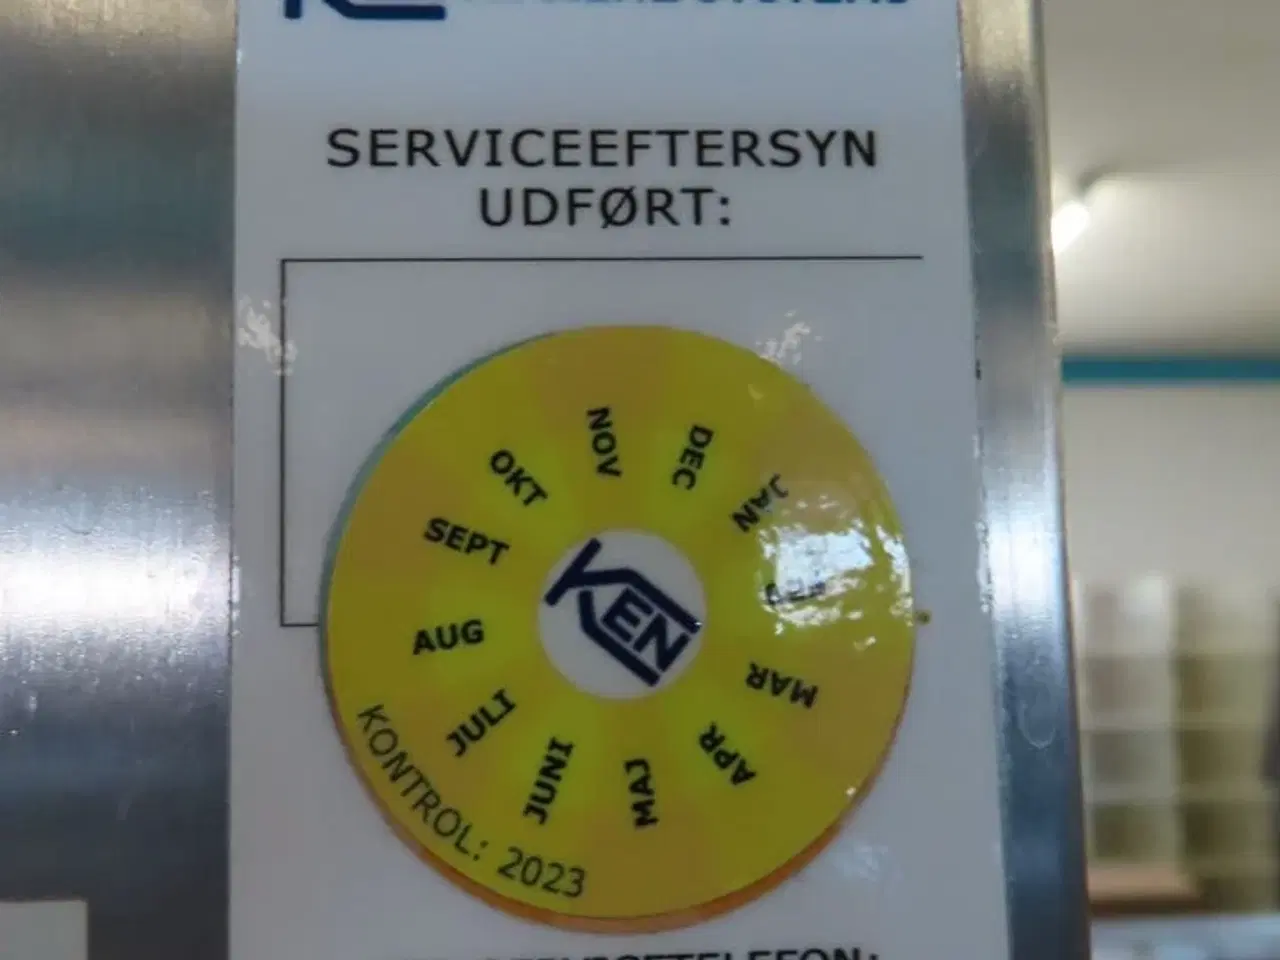 SERVICEEFTERSYN
UDFØRT:
JAN
MAR
APR
MAJ
JUNI
JULI
AUG
SEPT
OKT
NOV
DEC
KEN
KONTROL: 2023